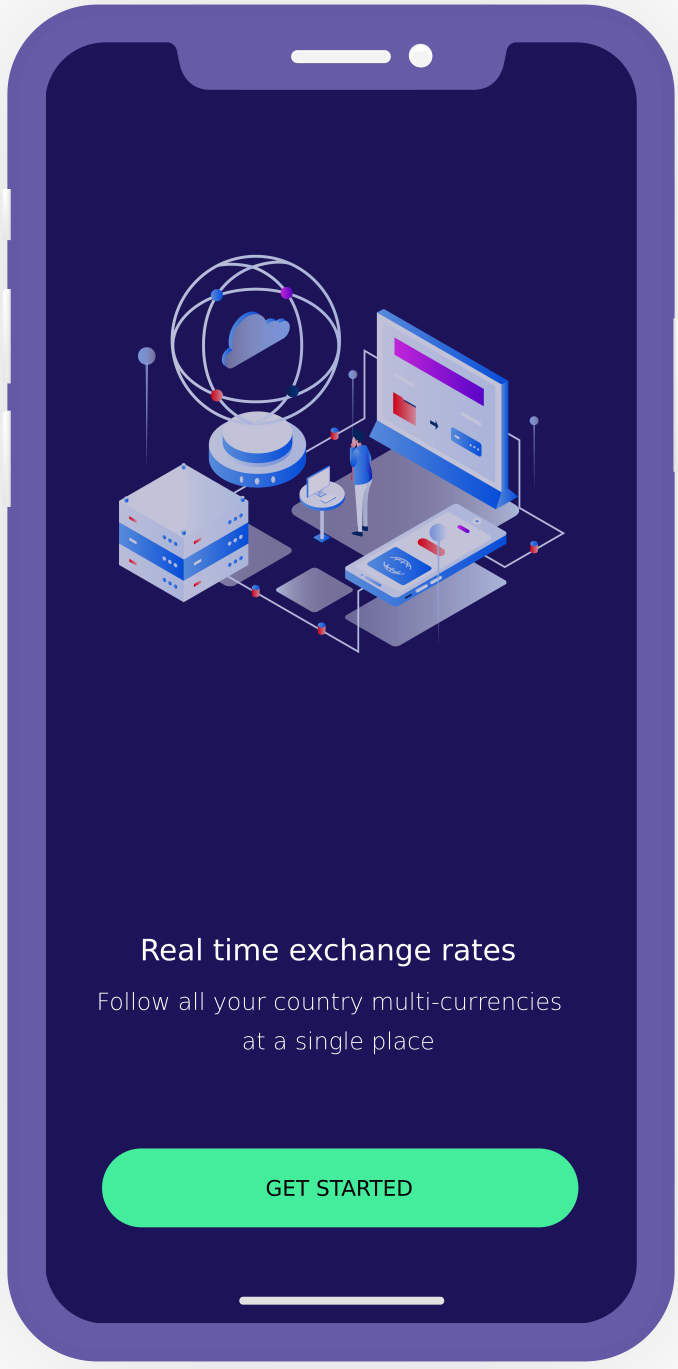 Real time exchange rates
Follow all your country multi-currencies
at a single place
GET STARTED